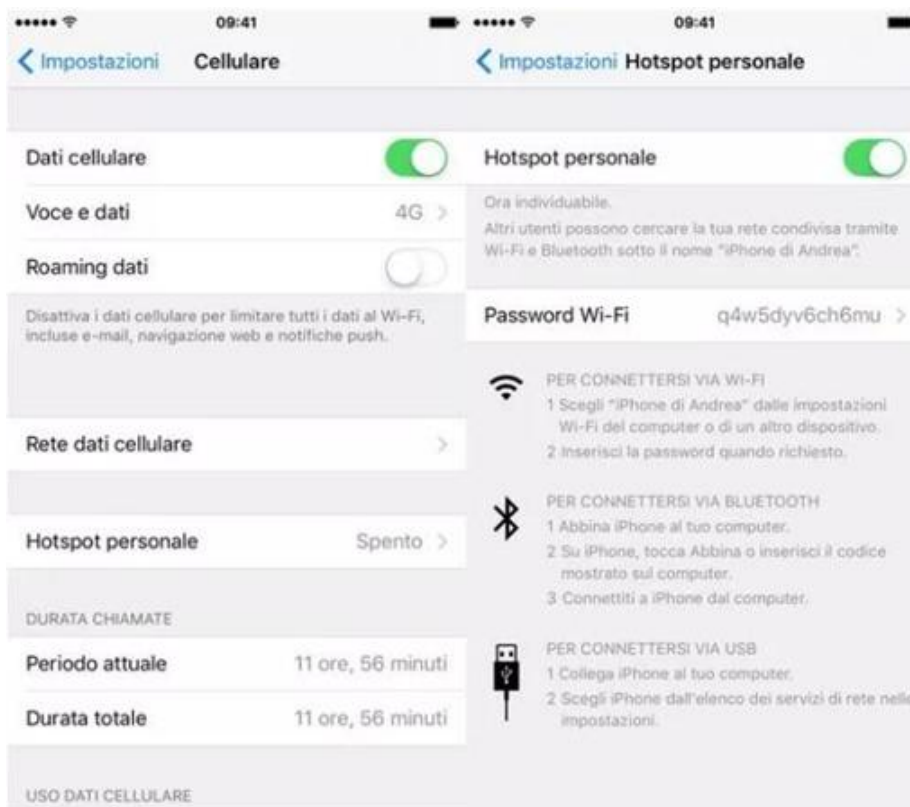 09:41
Impostazioni Cellulare
Dati cellulare
Voce e dati 4G
Roaming dati
Disattiva i dati cellulare per limitare tutti i dati al Wi-Fi,
incluse e-mail, navigazione web e notifiche push.
Rete dati cellulare
Hotspot personale Spento
DURATA CHIAMATE
Periodo attuale 11 ore, 56 minuti
Durata totale 11 ore, 56 minuti
USO DATI CELLULARE
09:41
Impostazioni Hotspot personale
Hotspot personale
Ora individuabile.
Altri utenti possono cercare la tua rete condivisa tramite
Wi-Fi e Bluetooth sotto il nome "iPhone di Andrea".
Password Wi-Fi q4w5dyv6ch6mu
PER CONNETTERSI VIA WI-FI
1 Scegli "iPhone di Andrea" dalle impostazioni
Wi-Fi del computer o di un altro dispositivo.
2 Inserisci la password quando richiesto.
PER CONNETTERSI VIA BLUETOOTH
1 Abbina iPhone al tuo computer.
2 Su iPhone, tocca Abbina o inserisci il codice
mostrato sul computer.
3 Connettiti a iPhone dal computer.
PER CONNETTERSI VIA USB
1 Collega iPhone al tuo computer.
2 Scegli iPhone dall'elenco dei servizi di rete nelle
impostazioni.